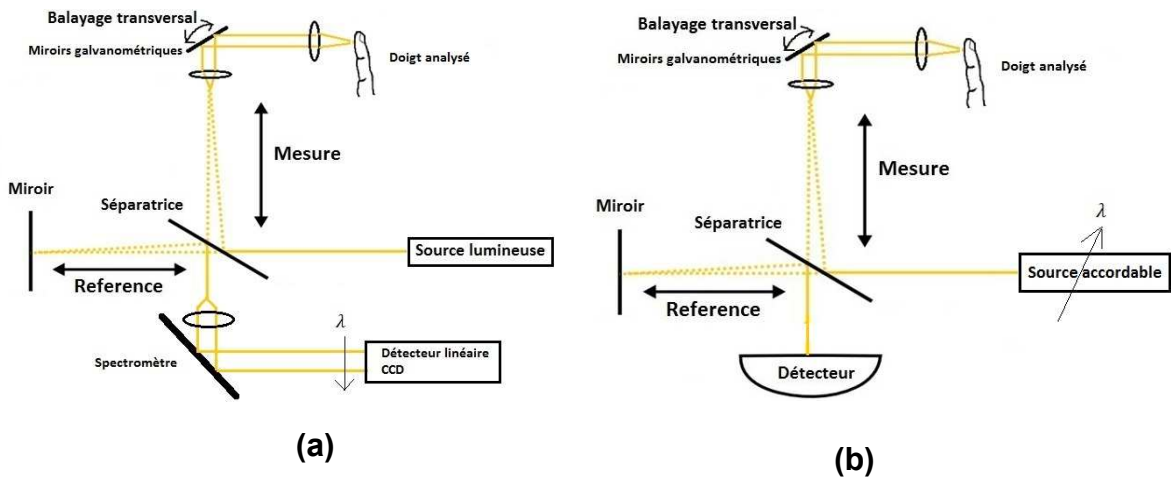 Balayage transversal
Miroirs galvanométriques
Doigt analysé
Mesure
Miroir
Séparatrice
Source lumineuse
Reference
λ
Spectromètre
Détecteur linéaire
CCD
(a)
Balayage transversal
Miroirs galvanométriques
Doigt analysé
Mesure
Miroir
Séparatrice
λ
Source accordable
Reference
Détecteur
(b)